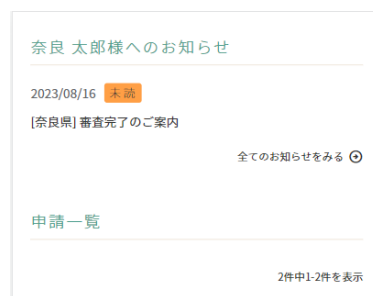 奈良 太郎様へのお知らせ
2023/08/16 未読
[奈良県] 審査完了のご案内
全てのお知らせをみる
申請一覧
2件中1-2件を表示